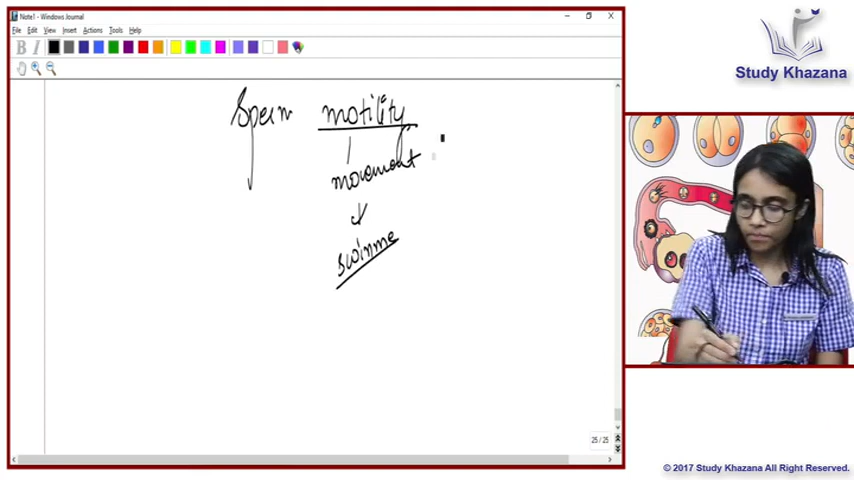 Note1 - Windows Journal
File Edit View Insert Actions Tools Help
B I
Study Khazana
Sperm motility
movement
swimme
25 / 25
© 2017 Study Khazana All Right Reserved.